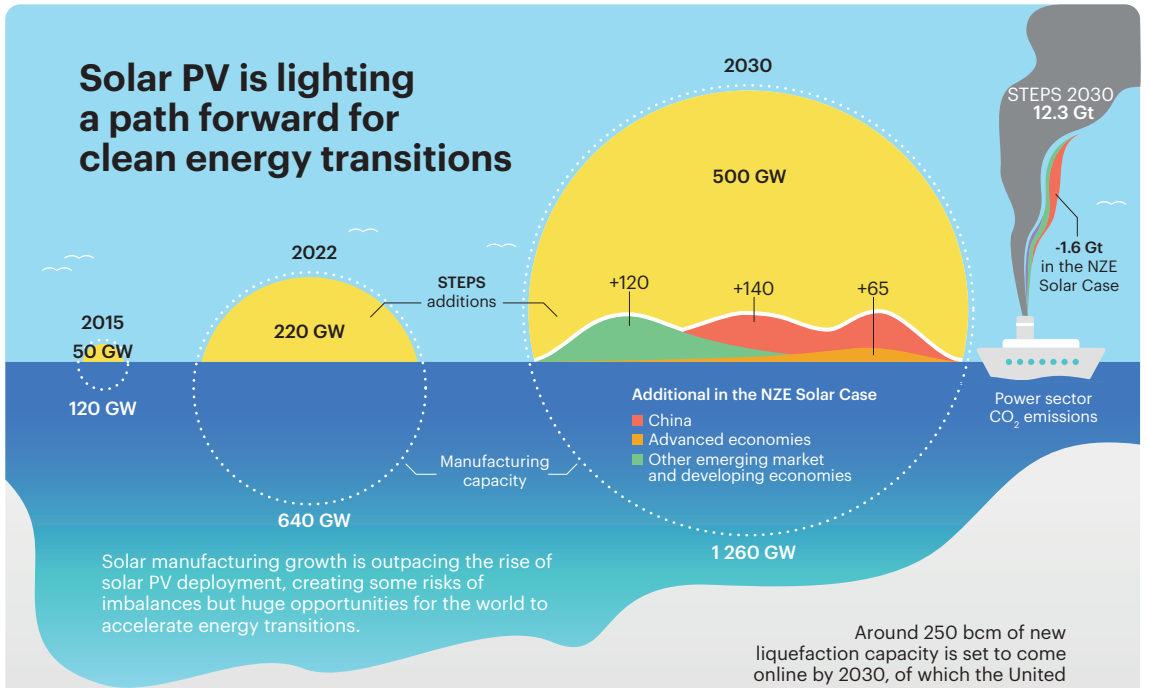 Solar PV is lighting
a path forward for
clean energy transitions
2015
50 GW
120 GW
2022
220 GW
640 GW
STEPS
additions
Manufacturing
capacity
2030
500 GW
+120
+140
+65
Additional in the NZE Solar Case
China
Advanced economies
Other emerging market
and developing economies
1 260 GW
STEPS 2030
12.3 Gt
-1.6 Gt
in the NZE
Solar Case
Power sector
CO₂ emissions
Solar manufacturing growth is outpacing the rise of
solar PV deployment, creating some risks of
imbalances but huge opportunities for the world to
accelerate energy transitions.
Around 250 bcm of new
liquefaction capacity is set to come
online by 2030, of which the United